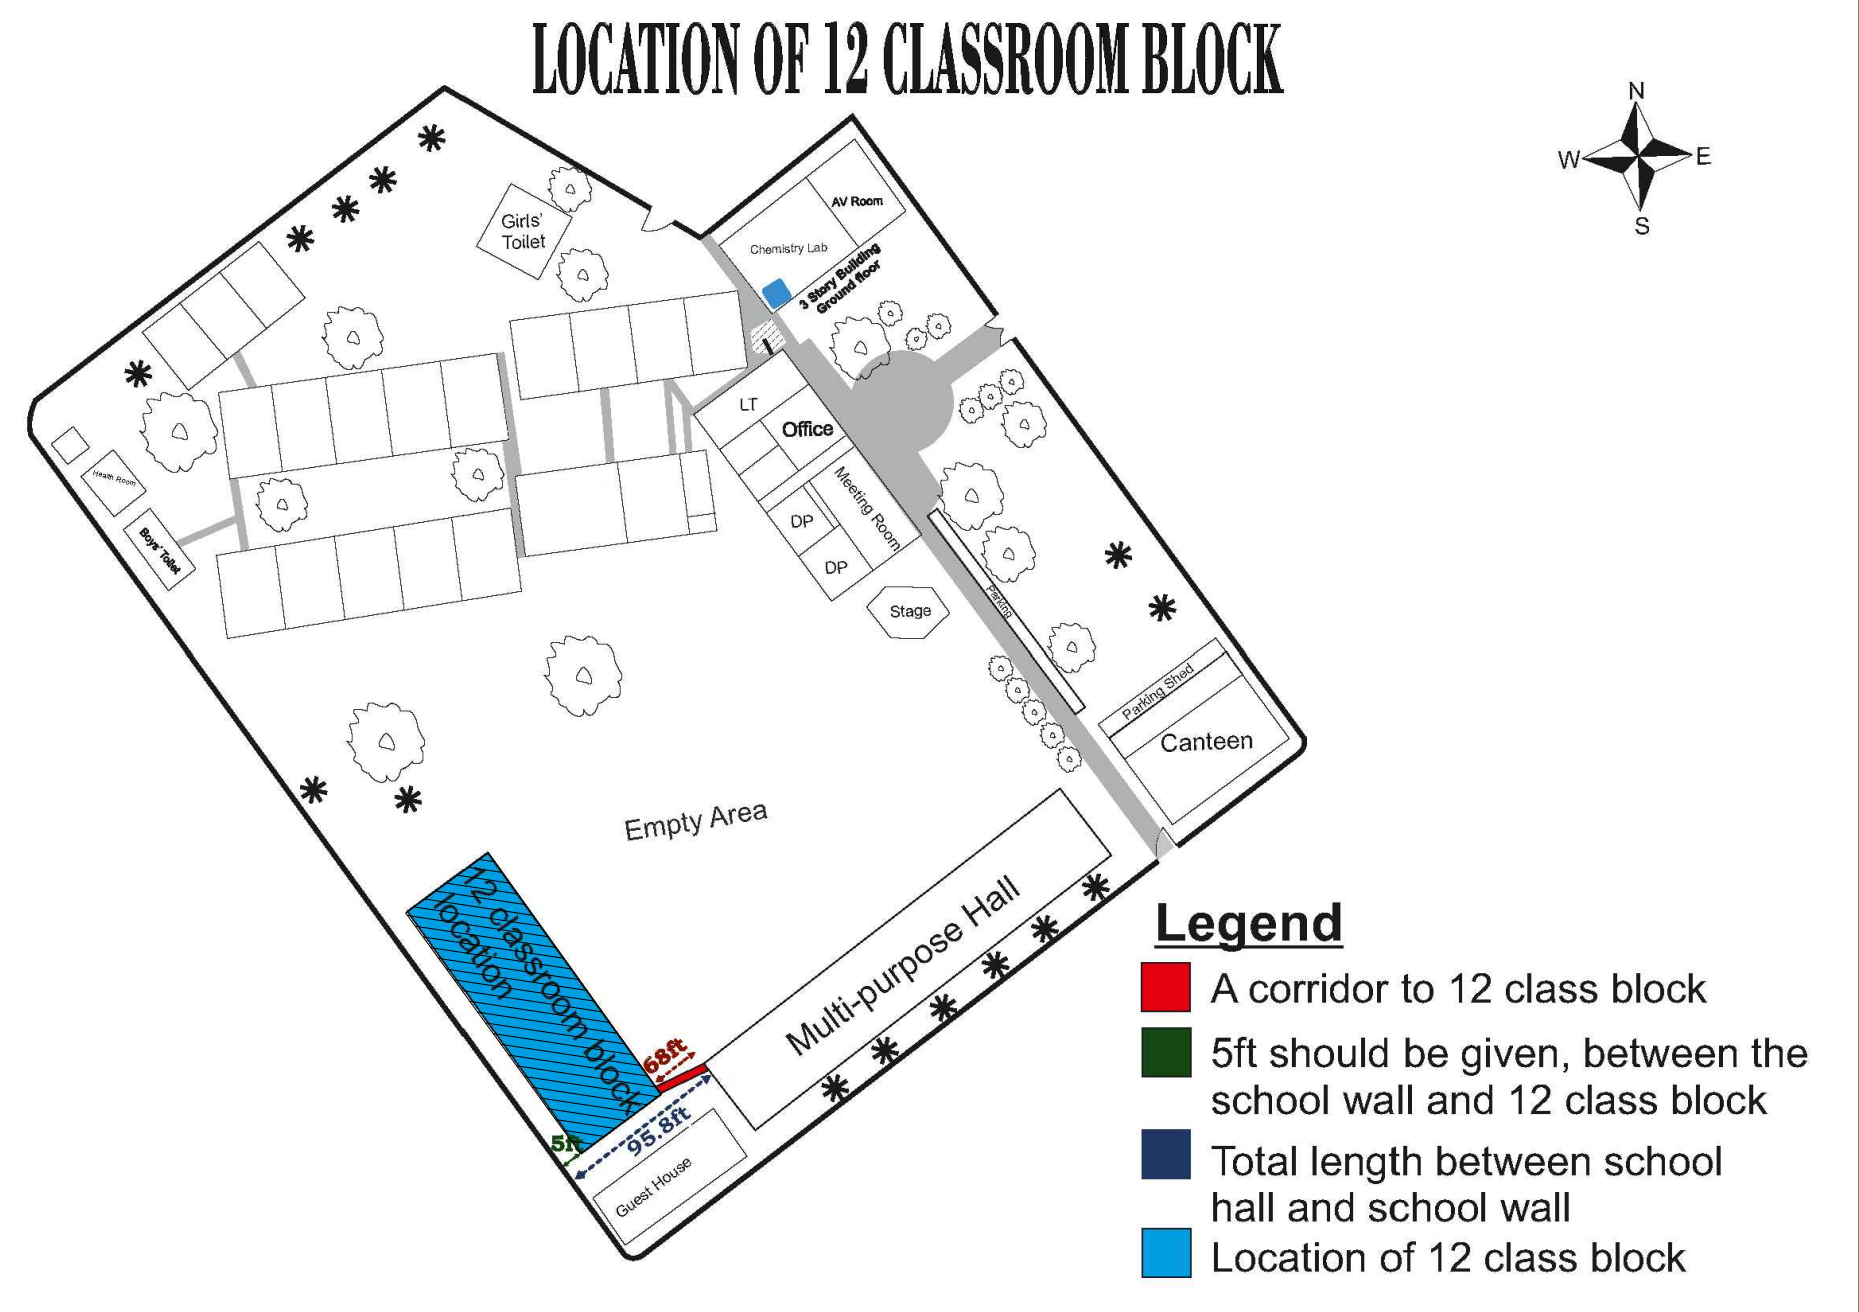 LOCATION OF 12 CLASSROOM BLOCK
N
W
E
S
Girls'
Toilet
AV Room
Chemistry Lab
3 Story Building
Ground floor
LT
Office
Meeting Room
DP
DP
Stage
Health Room
Boys' Toilet
Parking
Parking Shed
Canteen
Empty Area
12 classroom block
location
Multi-purpose Hall
68ft
95.8ft
5ft
Guest House
Legend
A corridor to 12 class block
5ft should be given, between the
school wall and 12 class block
Total length between school
hall and school wall
Location of 12 class block